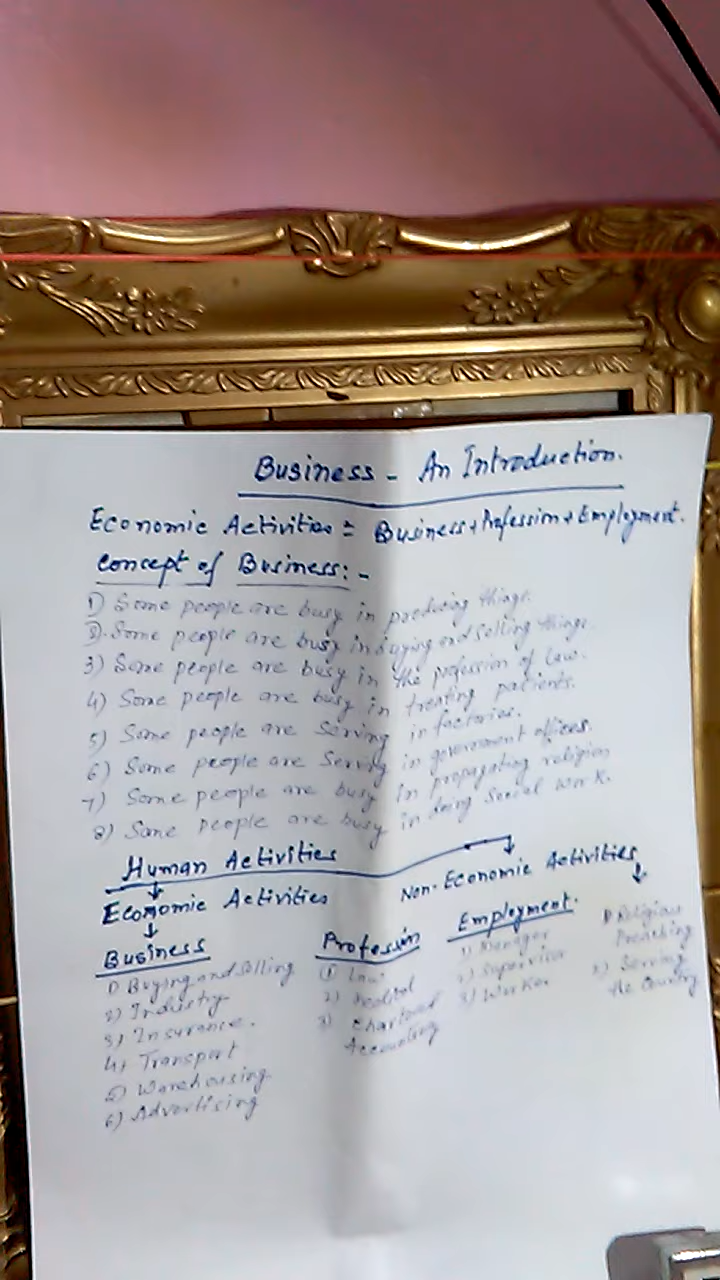 Business - An Introduction.
Economic Activities = Business + Profession + Employment.
Concept of Business: -
1) Some people are busy in producing things.
2). Some people are busy in buying and selling things.
3) Some people are busy in the profession of Law.
4) Some people are busy in treating patients.
5) Some people are Serving in factories.
6) Some people are Serving in government offices.
7) Some people are busy in propagating religion
8) Some people are busy in doing Social Work.
Human Activities
Economic Activities Non-Economic Activities
Business Profession Employment.
1) Buying and Selling 1) Law 1) Manager 1) Religious Preaching
2) Industry 2) Medical 2) Supervisor 2) Serving the Country
3) Insurance. 3) Chartered Accounting 3) Worker
4) Transport
5) Warehousing
6) Advertising